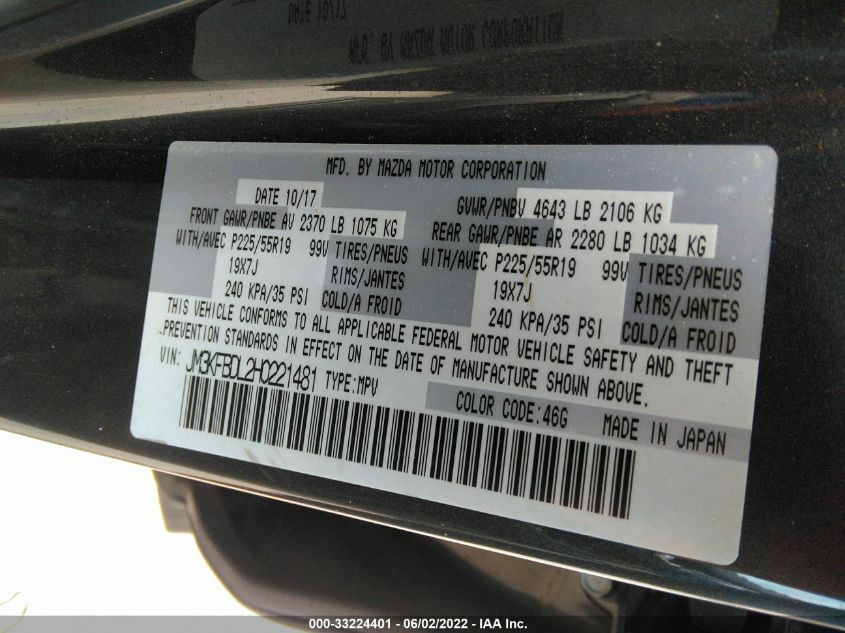 MFD. BY MAZDA MOTOR CORPORATION
DATE 10/17 GVWR/PNBV 4643 LB 2106 KG
FRONT GAWR/PNBE AV 2370 LB 1075 KG REAR GAWR/PNBE AR 2280 LB 1034 KG
WITH/AVEC P225/55R19 99V TIRES/PNEUS WITH/AVEC P225/55R19 99V TIRES/PNEUS
19X7J RIMS/JANTES 19X7J RIMS/JANTES
240 KPA/35 PSI COLD/A FROID 240 KPA/35 PSI COLD/A FROID
THIS VEHICLE CONFORMS TO ALL APPLICABLE FEDERAL MOTOR VEHICLE SAFETY AND THEFT
PREVENTION STANDARDS IN EFFECT ON THE DATE OF MANUFACTURE SHOWN ABOVE.
VIN: JM3KFBDL2H0221481 TYPE:MPV
COLOR CODE:46G MADE IN JAPAN
000-33224401 - 06/02/2022 - IAA Inc.